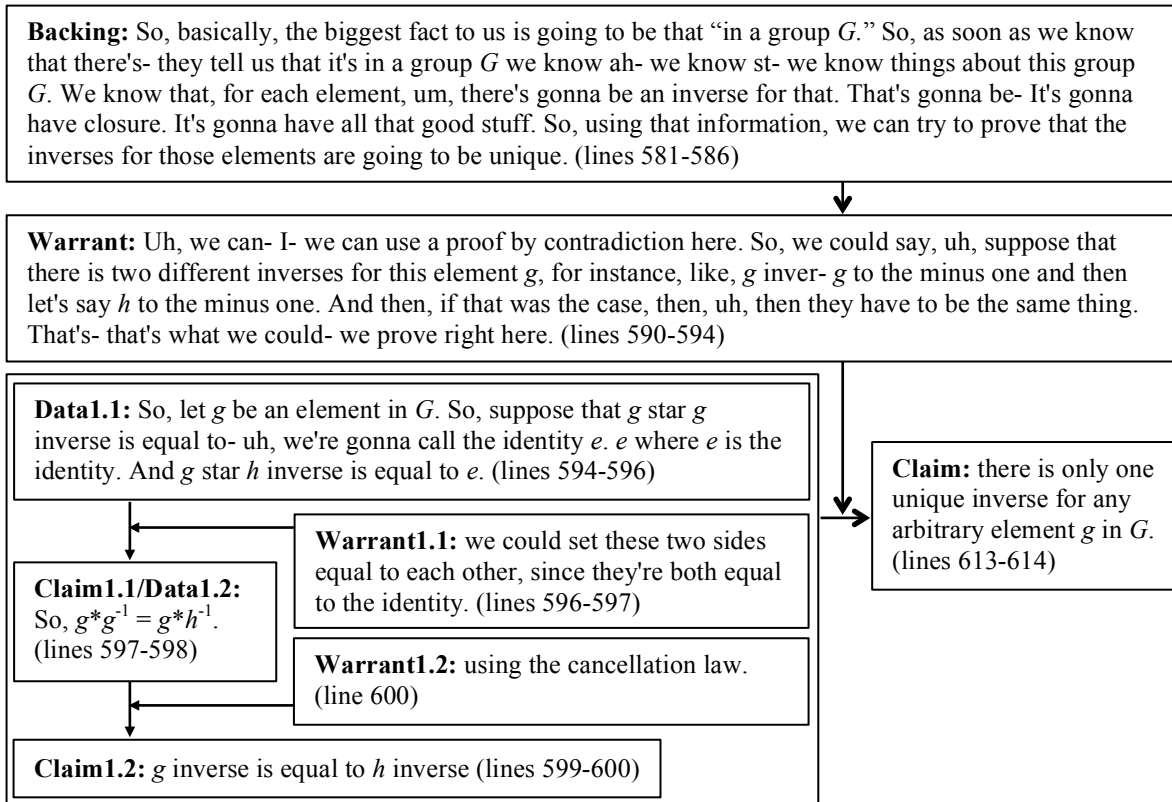 Backing: So, basically, the biggest fact to us is going to be that “in a group G.” So, as soon as we know
that there's- they tell us that it's in a group G we know ah- we know st- we know things about this group
G. We know that, for each element, um, there's gonna be an inverse for that. That's gonna be- It's gonna
have closure. It's gonna have all that good stuff. So, using that information, we can try to prove that the
inverses for those elements are going to be unique. (lines 581-586)
Warrant: Uh, we can- I- we can use a proof by contradiction here. So, we could say, uh, suppose that
there is two different inverses for this element g, for instance, like, g inver- g to the minus one and then
let's say h to the minus one. And then, if that was the case, then, uh, then they have to be the same thing.
That's- that's what we could- we prove right here. (lines 590-594)
Data1.1: So, let g be an element in G. So, suppose that g star g
inverse is equal to- uh, we're gonna call the identity e. e where e is the
identity. And g star h inverse is equal to e. (lines 594-596)
Warrant1.1: we could set these two sides
equal to each other, since they're both equal
to the identity. (lines 596-597)
Claim1.1/Data1.2:
So, g*g⁻¹ = g*h⁻¹.
(lines 597-598)
Warrant1.2: using the cancellation law.
(line 600)
Claim1.2: g inverse is equal to h inverse (lines 599-600)
Claim: there is only one
unique inverse for any
arbitrary element g in G.
(lines 613-614)